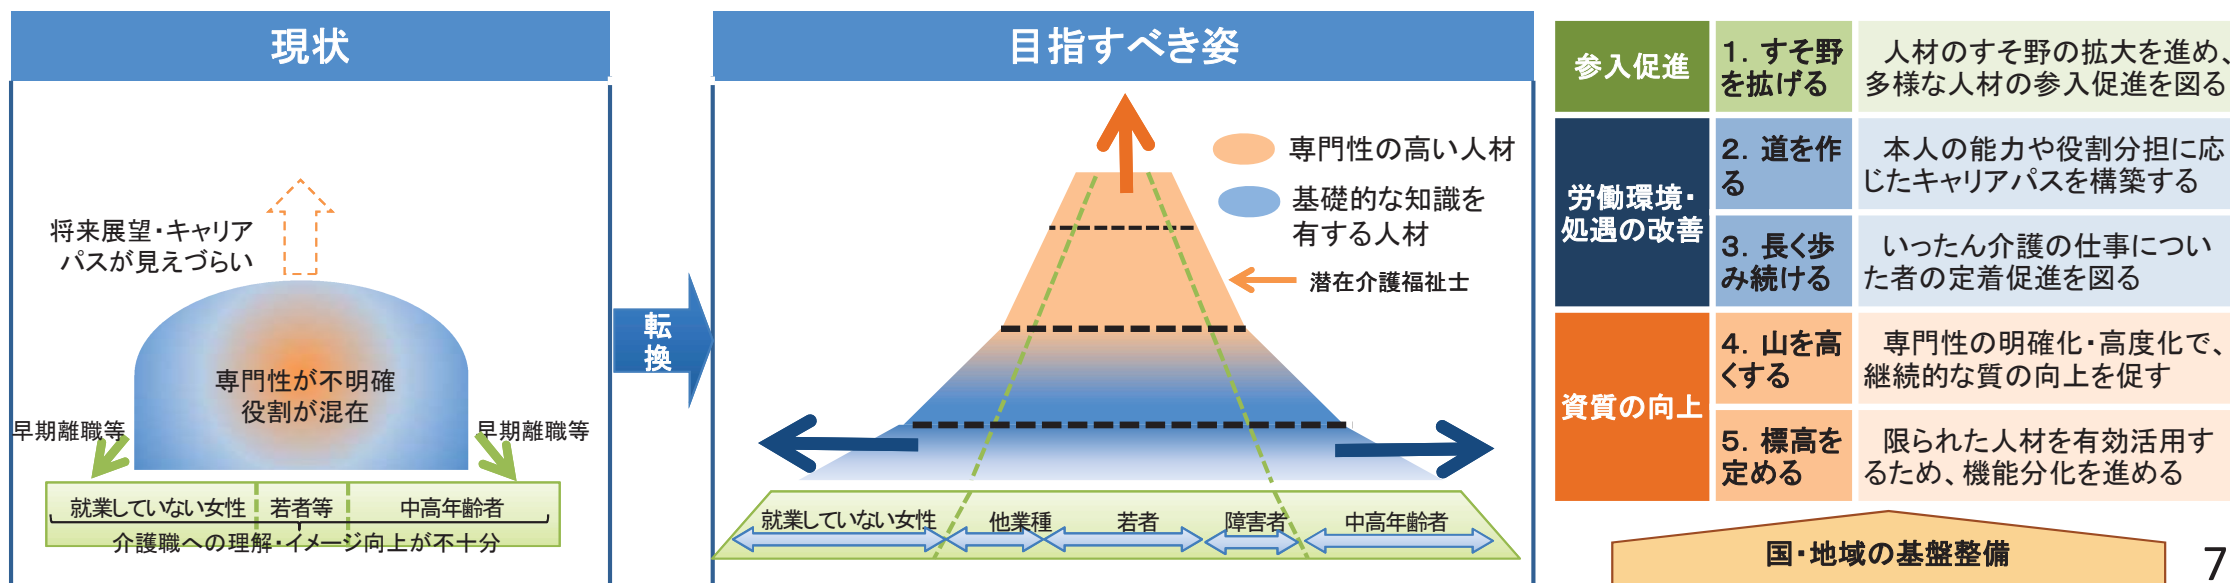 現状
将来展望・キャリア
パスが見えづらい
専門性が不明確
役割が混在
早期離職等
早期離職等
就業していない女性
若者等
中高年齢者
介護職への理解・イメージ向上が不十分
転
換
目指すべき姿
専門性の高い人材
基礎的な知識を
有する人材
潜在介護福祉士
就業していない女性
他業種
若者
障害者
中高年齢者
参入促進
1．すそ野
を拡げる
人材のすそ野の拡大を進め、
多様な人材の参入促進を図る
労働環境・
処遇の改善
2．道を作
る
本人の能力や役割分担に応
じたキャリアパスを構築する
3．長く歩
み続ける
いったん介護の仕事につい
た者の定着促進を図る
資質の向上
4．山を高
くする
専門性の明確化・高度化で、
継続的な質の向上を促す
5．標高を
定める
限られた人材を有効活用す
るため、機能分化を進める
国・地域の基盤整備
7